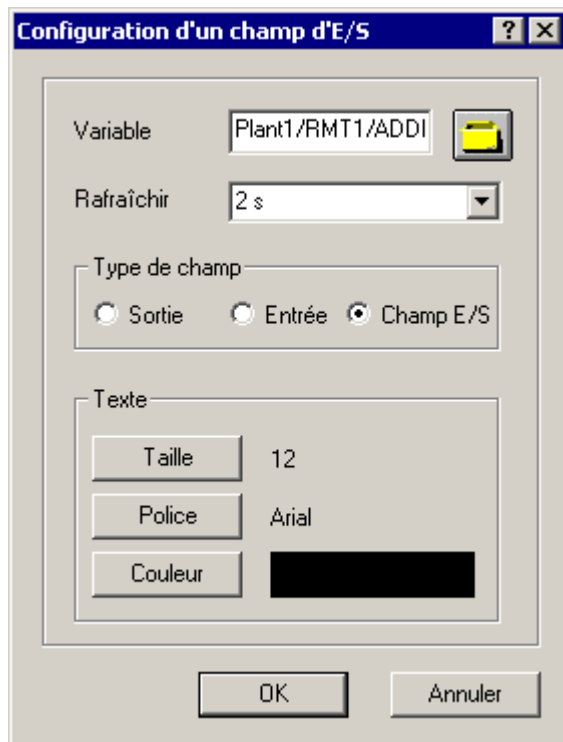 Configuration d'un champ d'E/S
Variable Plant1/RMT1/ADDI
Rafraîchir 2 s
Type de champ
Sortie Entrée Champ E/S
Texte
Taille 12
Police Arial
Couleur
OK Annuler